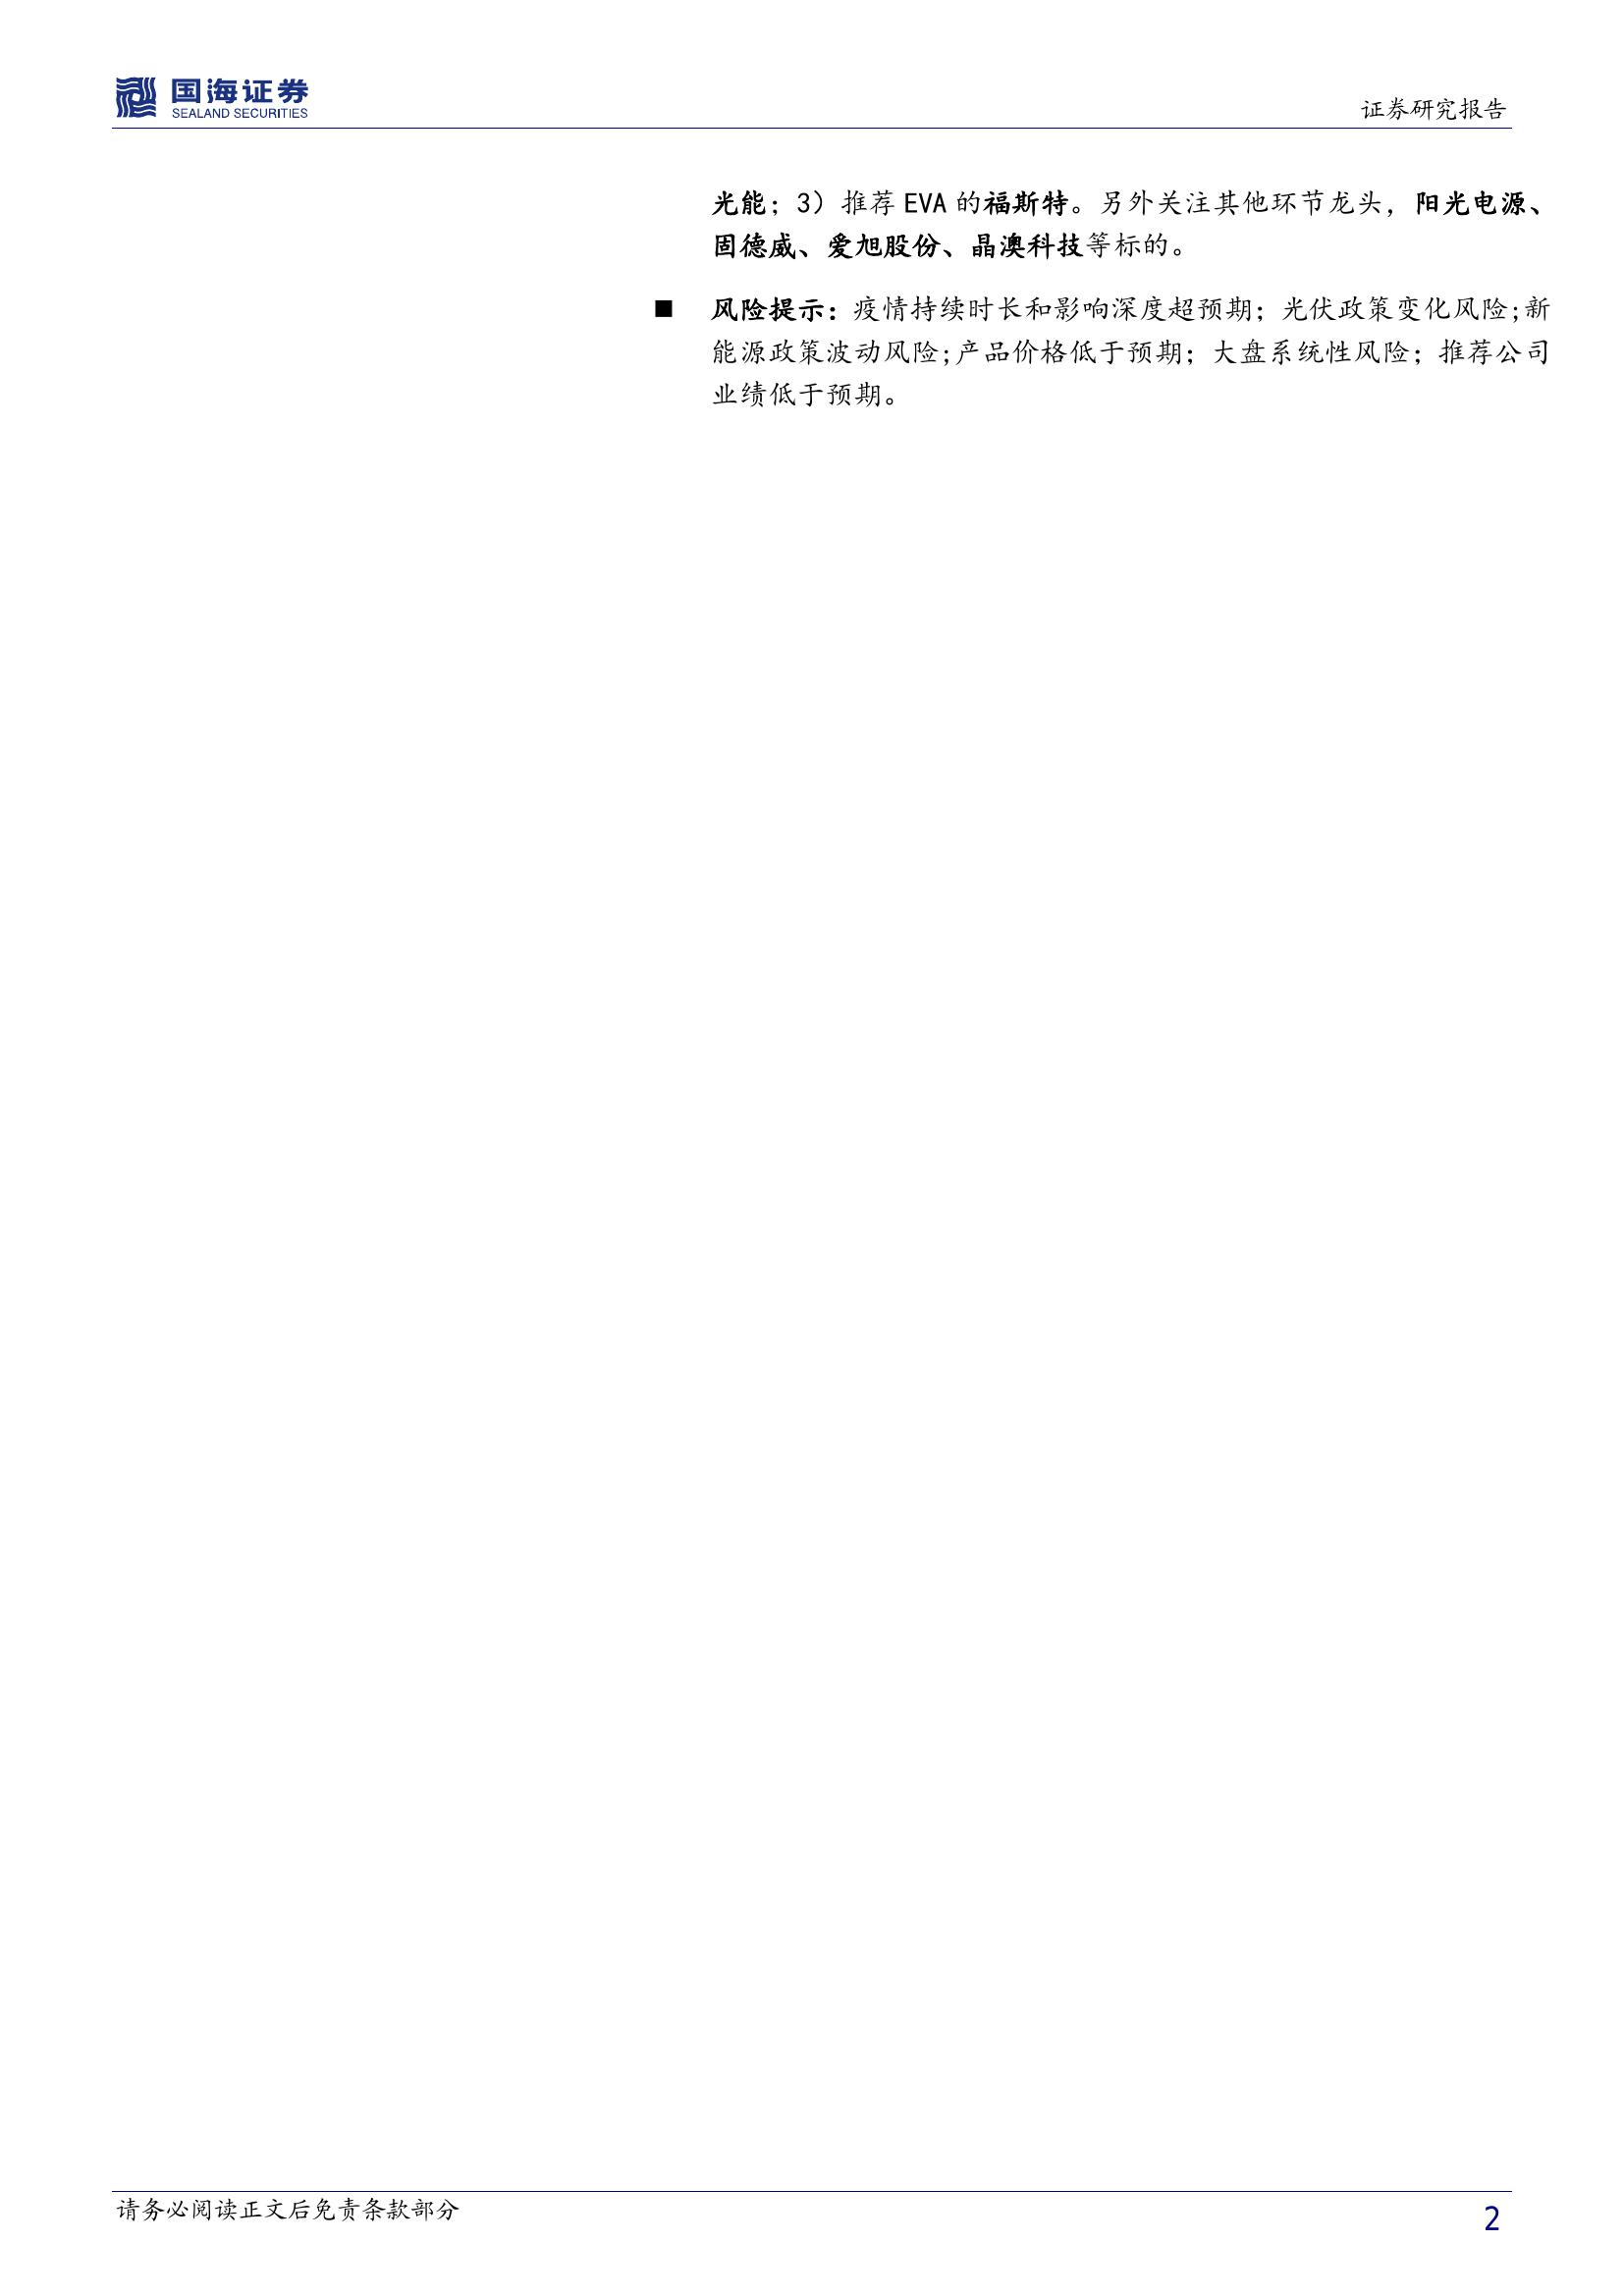 国海证券
SEALAND SECURITIES
证券研究报告
光能；3）推荐 EVA 的福斯特。另外关注其他环节龙头，阳光电源、
固德威、爱旭股份、晶澳科技等标的。
■ 风险提示：疫情持续时长和影响深度超预期；光伏政策变化风险;新
能源政策波动风险;产品价格低于预期；大盘系统性风险；推荐公司
业绩低于预期。
请务必阅读正文后免责条款部分
2